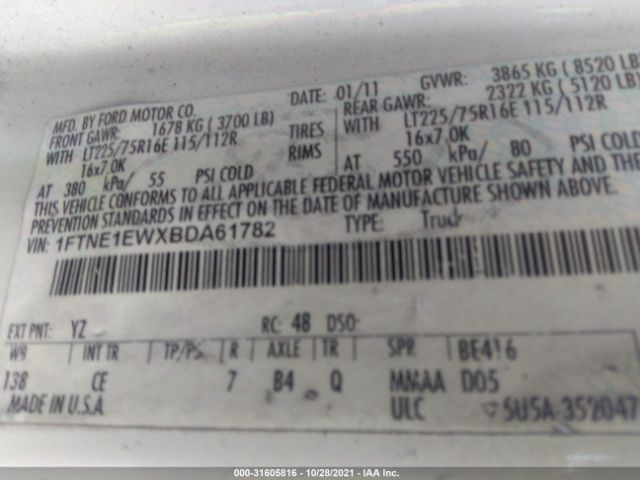 MFD. BY FORD MOTOR CO. DATE: 01/11 GVWR: 3865 KG ( 8520 LB
FRONT GAWR: 1678 KG ( 3700 LB) REAR GAWR: 2322 KG ( 5120 LB
WITH LT225/75R16E 115/112R TIRES WITH LT225/75R16E 115/112R
16x7.0K RIMS 16x7.0K
AT 380 kPa/ 55 PSI COLD AT 550 kPa/ 80 PSI COLD
THIS VEHICLE CONFORMS TO ALL APPLICABLE FEDERAL MOTOR VEHICLE SAFETY AND THEFT
PREVENTION STANDARDS IN EFFECT ON THE DATE OF MANUFACTURE SHOWN ABOVE.
VIN: 1FTNE1EWXBDA61782 TYPE: Truck
EXT PNT: YZ RC: 48 DSO:
WB INT TR TP/PS R AXLE TR SPR BE416
138 CE 7 B4 Q MMAA D05
MADE IN USA ULC 5U5A-352047
000-31605816 - 10/28/2021 - IAA Inc.